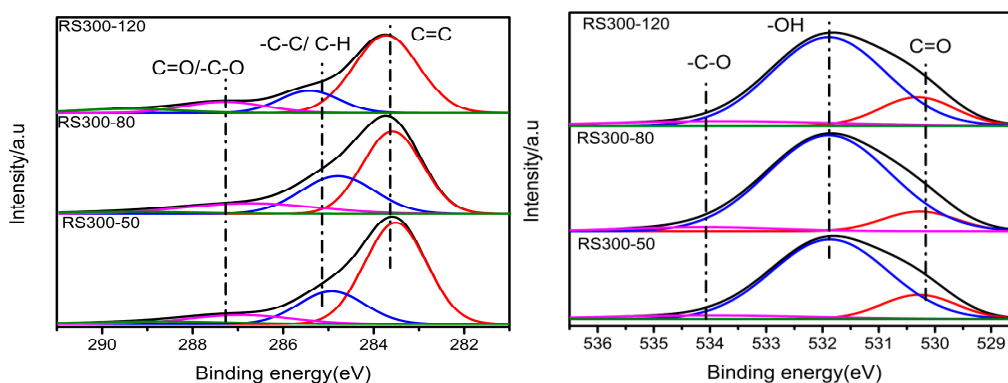 RS300-120
-C-C/ C-H
C=C
C=O/-C-O
RS300-80
RS300-50
Intensity/a.u
290
288
286
284
282
Binding energy(eV)
RS300-120
-OH
-C-O
C=O
RS300-80
RS300-50
Intensity/a.u
536
535
534
533
532
531
530
529
Binding energy(eV)